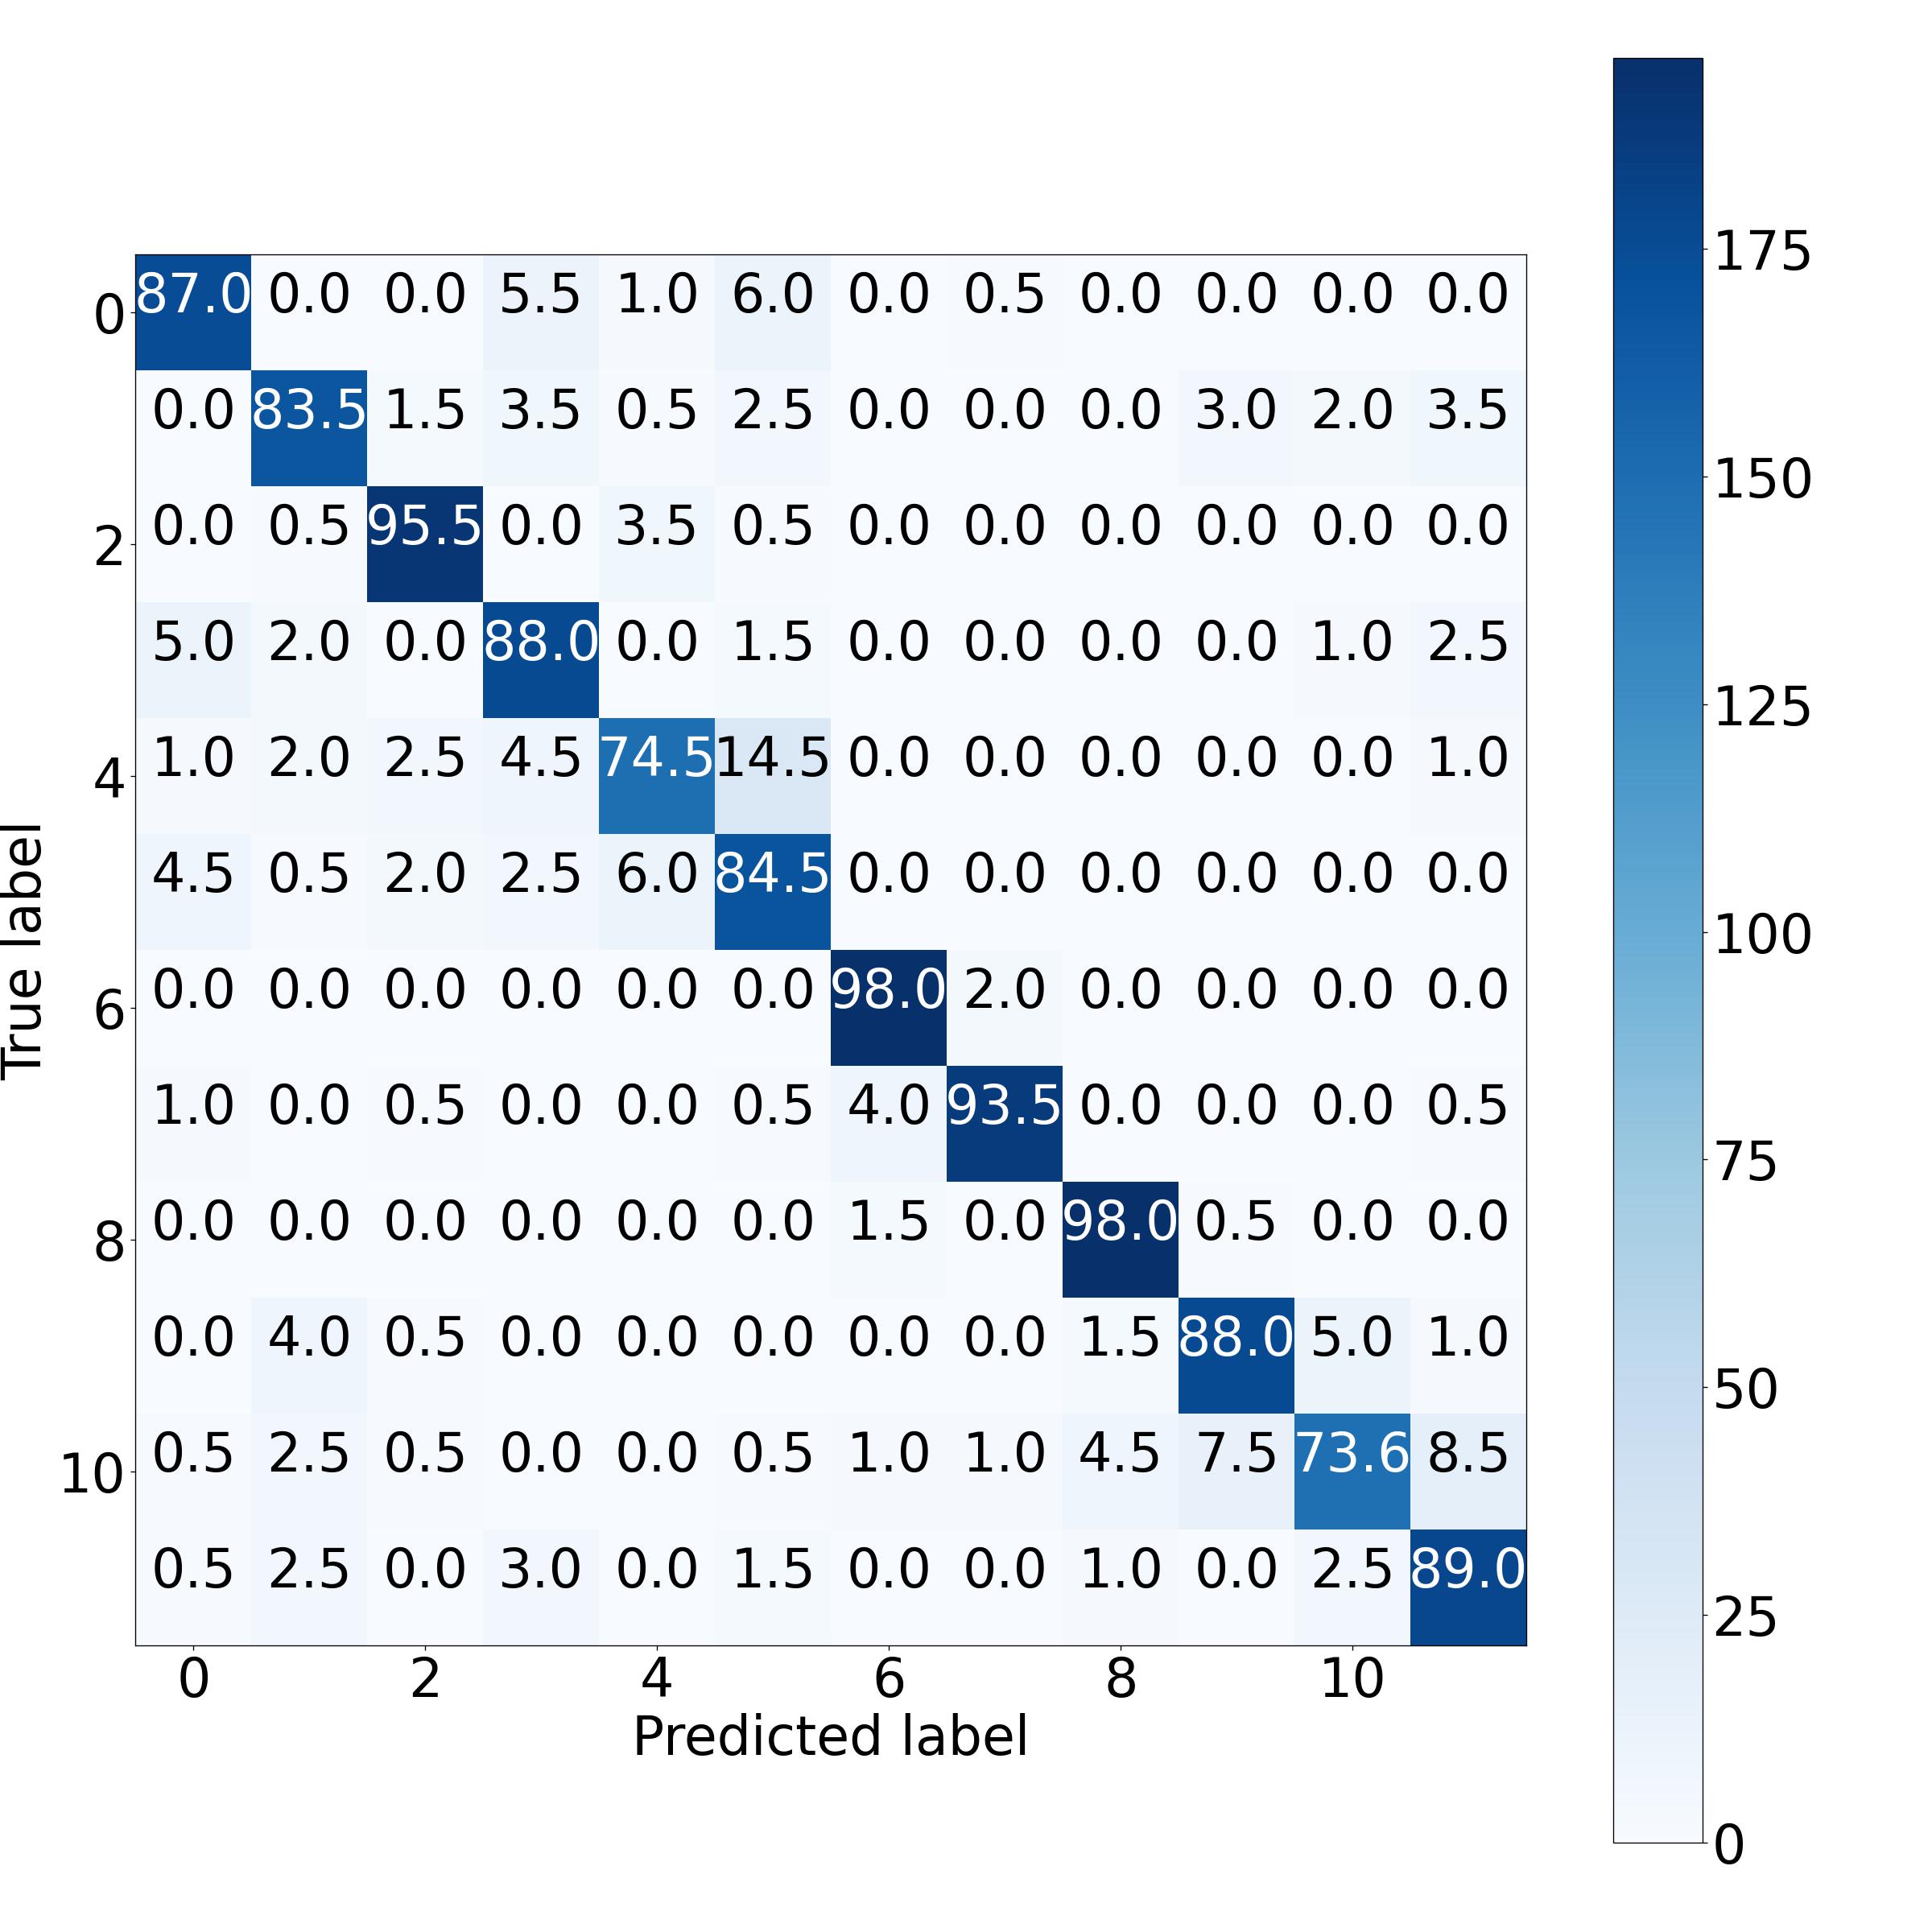 0 87.0 0.0 0.0 5.5 1.0 6.0 0.0 0.5 0.0 0.0 0.0 0.0
0.0 83.5 1.5 3.5 0.5 2.5 0.0 0.0 0.0 3.0 2.0 3.5
2 0.0 0.5 95.5 0.0 3.5 0.5 0.0 0.0 0.0 0.0 0.0 0.0
5.0 2.0 0.0 88.0 0.0 1.5 0.0 0.0 0.0 0.0 1.0 2.5
4 1.0 2.0 2.5 4.5 74.5 14.5 0.0 0.0 0.0 0.0 0.0 1.0
4.5 0.5 2.0 2.5 6.0 84.5 0.0 0.0 0.0 0.0 0.0 0.0
6 0.0 0.0 0.0 0.0 0.0 0.0 98.0 2.0 0.0 0.0 0.0 0.0
1.0 0.0 0.5 0.0 0.0 0.5 4.0 93.5 0.0 0.0 0.0 0.5
8 0.0 0.0 0.0 0.0 0.0 0.0 1.5 0.0 98.0 0.5 0.0 0.0
0.0 4.0 0.5 0.0 0.0 0.0 0.0 0.0 1.5 88.0 5.0 1.0
10 0.5 2.5 0.5 0.0 0.0 0.5 1.0 1.0 4.5 7.5 73.6 8.5
0.5 2.5 0.0 3.0 0.0 1.5 0.0 0.0 1.0 0.0 2.5 89.0
0 2 4 6 8 10
Predicted label
True label
175
150
125
100
75
50
25
0